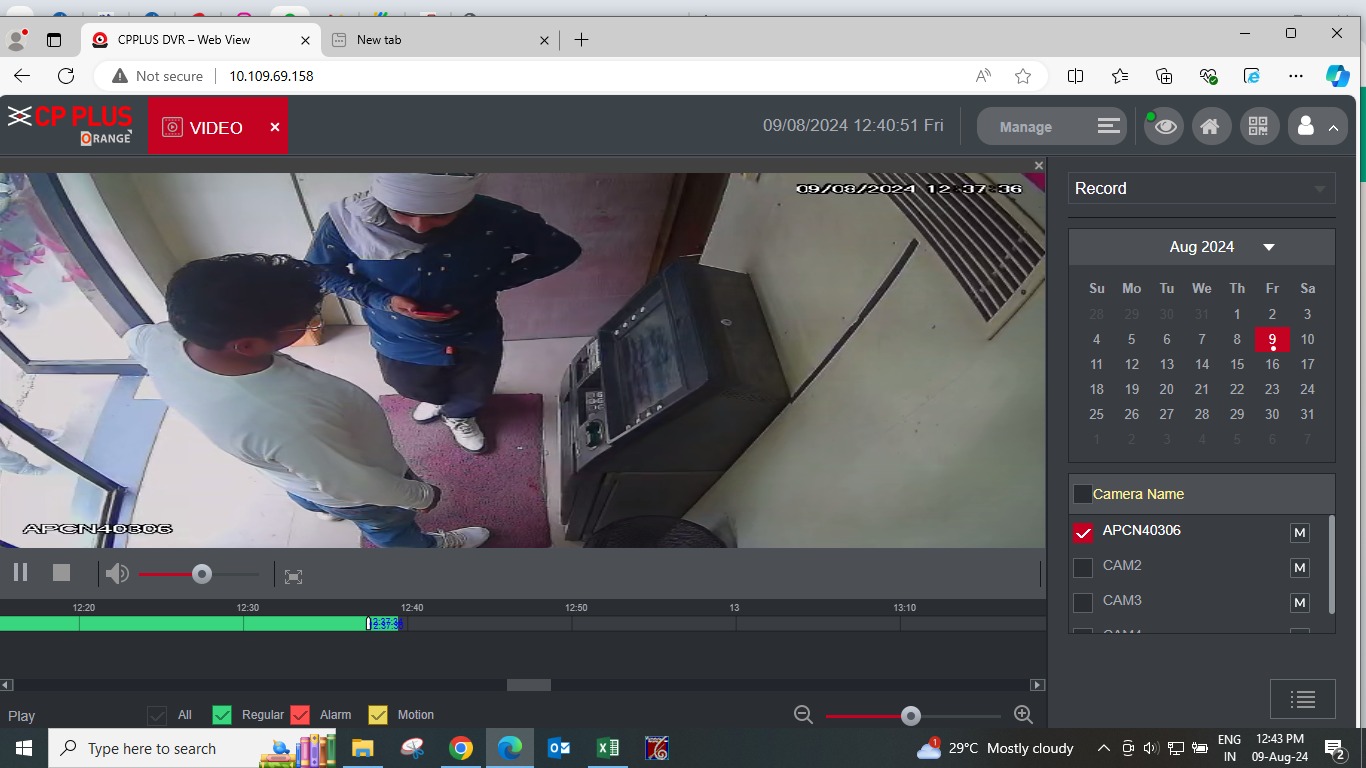 CPPLUS DVR – Web View
New tab
Not secure
10.109.69.158
CP PLUS
ORANGE
VIDEO
09/08/2024 12:40:51 Fri
Manage
09/08/2024 12:37:36
APCN40306
Record
Aug 2024
Su Mo Tu We Th Fr Sa
28 29 30 31 1 2 3
4 5 6 7 8 9 10
11 12 13 14 15 16 17
18 19 20 21 22 23 24
25 26 27 28 29 30 31
1 2 3 4 5 6 7
Camera Name
APCN40306 M
CAM2 M
CAM3 M
12:20 12:30 12:40 12:50 13 13:10
Play All Regular Alarm Motion
Type here to search
1
29°C Mostly cloudy
ENG
IN
12:43 PM
09-Aug-24
2